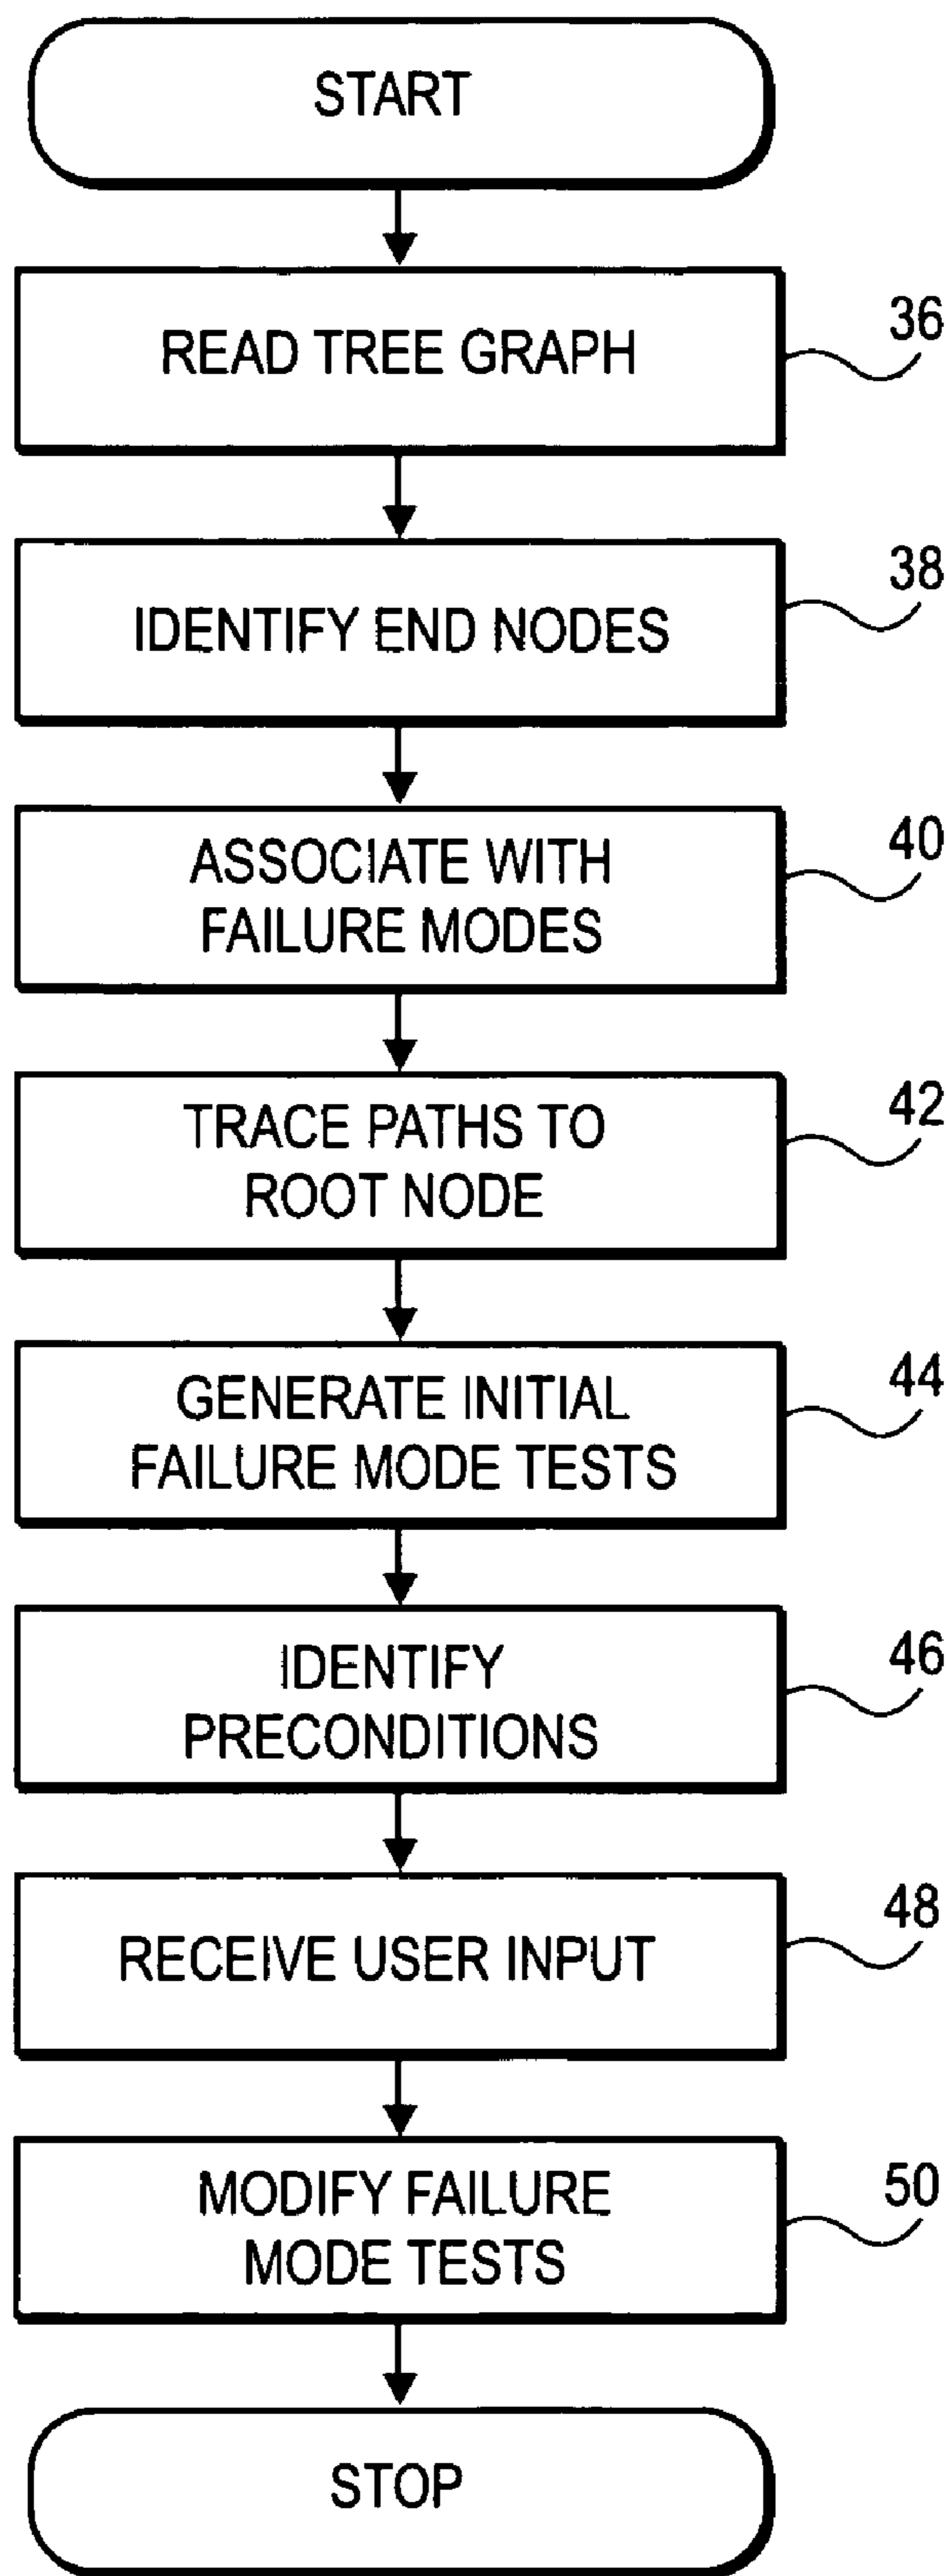 START
READ TREE GRAPH
36
IDENTIFY END NODES
38
ASSOCIATE WITH
FAILURE MODES
40
TRACE PATHS TO
ROOT NODE
42
GENERATE INITIAL
FAILURE MODE TESTS
44
IDENTIFY
PRECONDITIONS
46
RECEIVE USER INPUT
48
MODIFY FAILURE
MODE TESTS
50
STOP